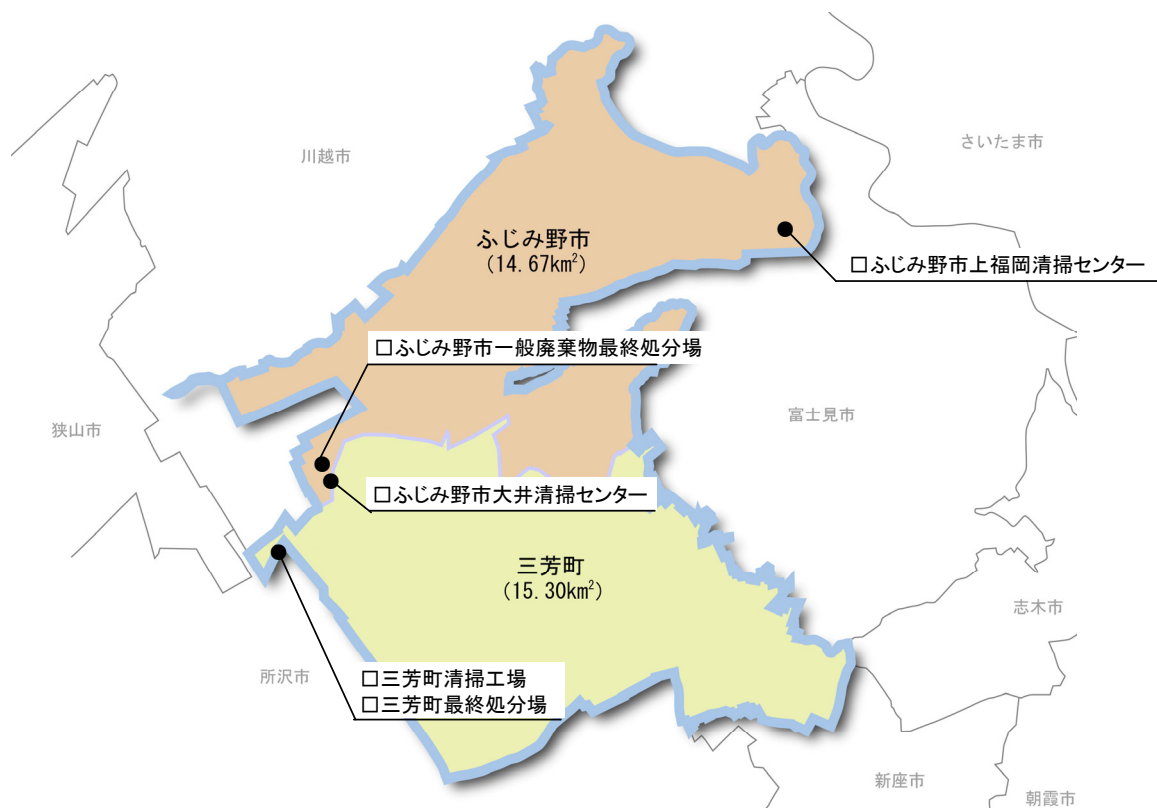 川越市
さいたま市
ふじみ野市
(14.67km²)
□ふじみ野市上福岡清掃センター
□ふじみ野市一般廃棄物最終処分場
富士見市
狭山市
□ふじみ野市大井清掃センター
三芳町
(15.30km²)
志木市
所沢市
□三芳町清掃工場
□三芳町最終処分場
新座市
朝霞市